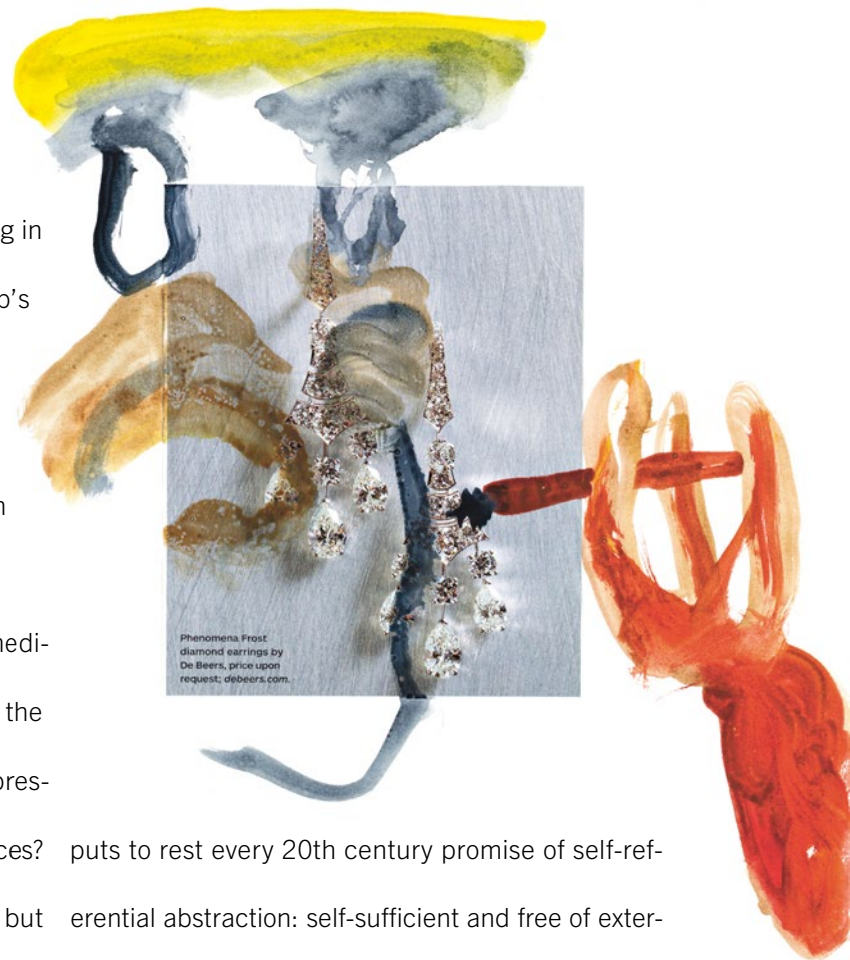 g in
o's
n
medi-
the
pres-
ces?
but
Phenomena Frost
diamond earrings by
De Beers, price upon
request; debeers.com.
puts to rest every 20th century promise of self-ref-
erential abstraction: self-sufficient and free of exter-